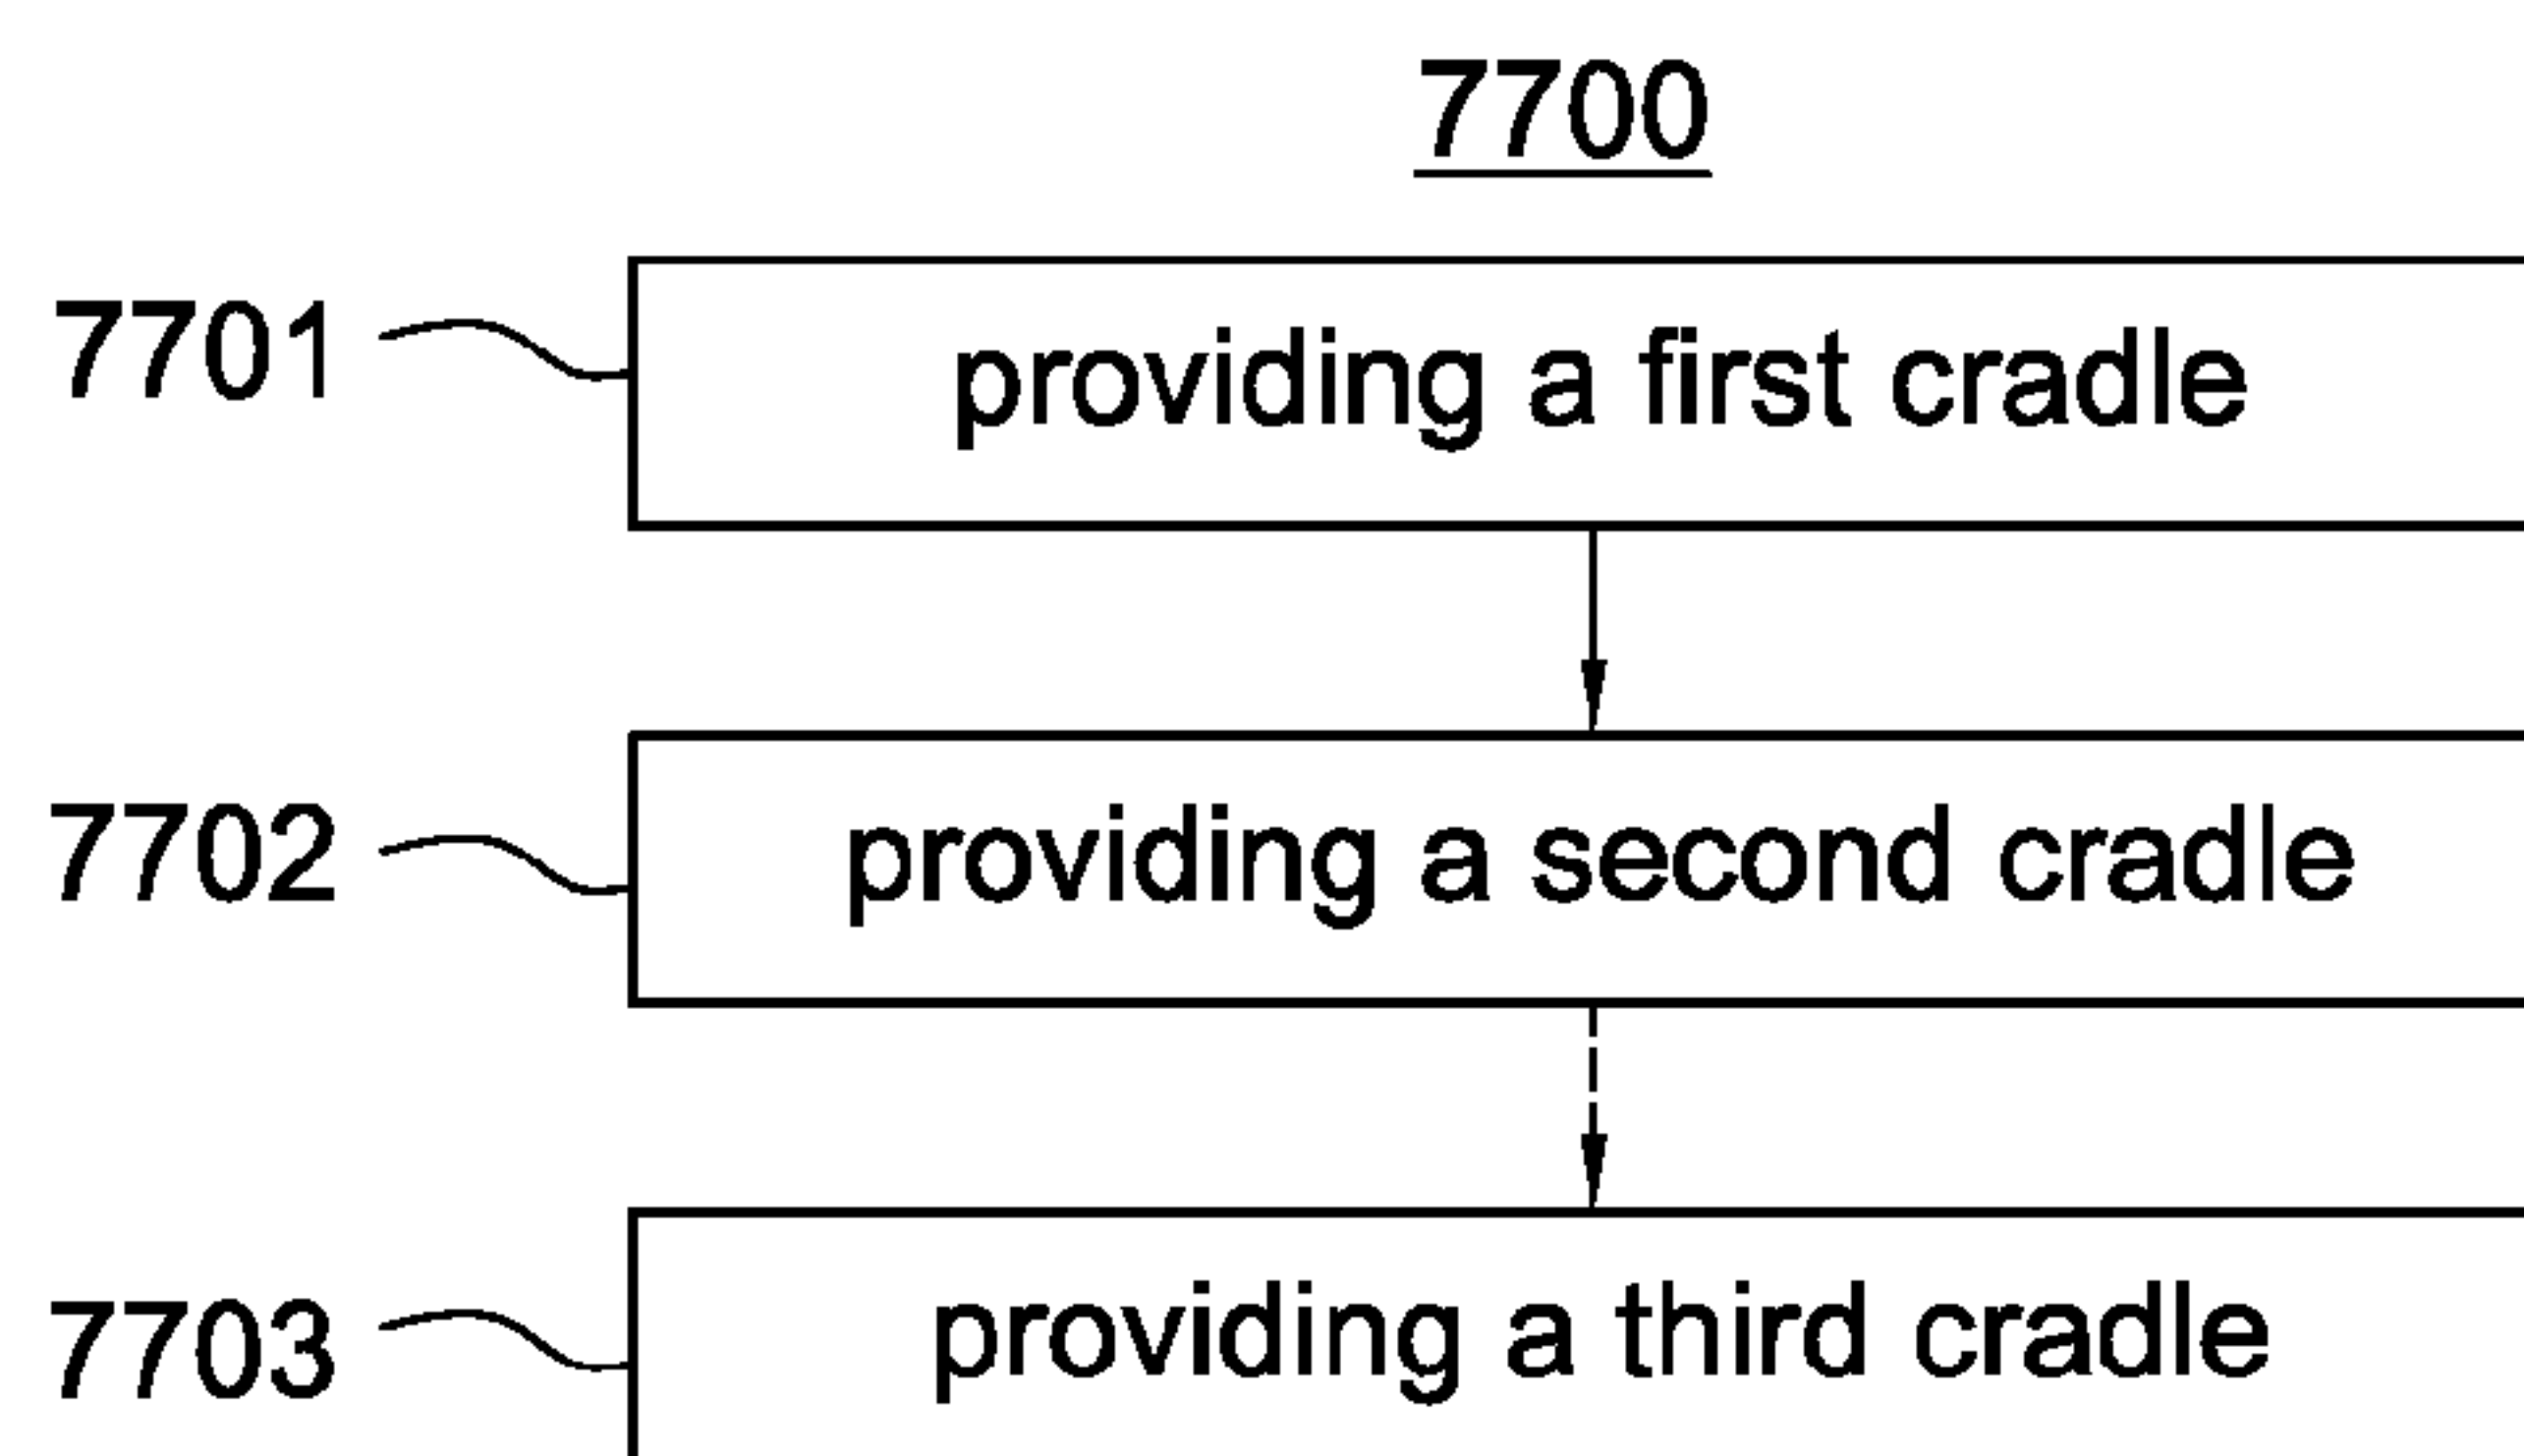 7700
7701 providing a first cradle
7702 providing a second cradle
7703 providing a third cradle